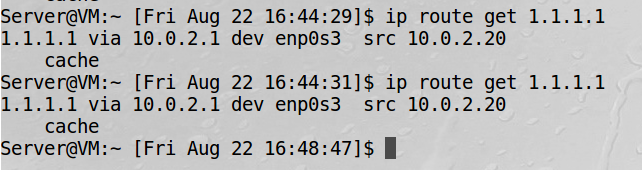 Server@VM:~ [Fri Aug 22 16:44:29]$ ip route get 1.1.1.1
1.1.1.1 via 10.0.2.1 dev enp0s3  src 10.0.2.20
    cache
Server@VM:~ [Fri Aug 22 16:44:31]$ ip route get 1.1.1.1
1.1.1.1 via 10.0.2.1 dev enp0s3  src 10.0.2.20
    cache
Server@VM:~ [Fri Aug 22 16:48:47]$